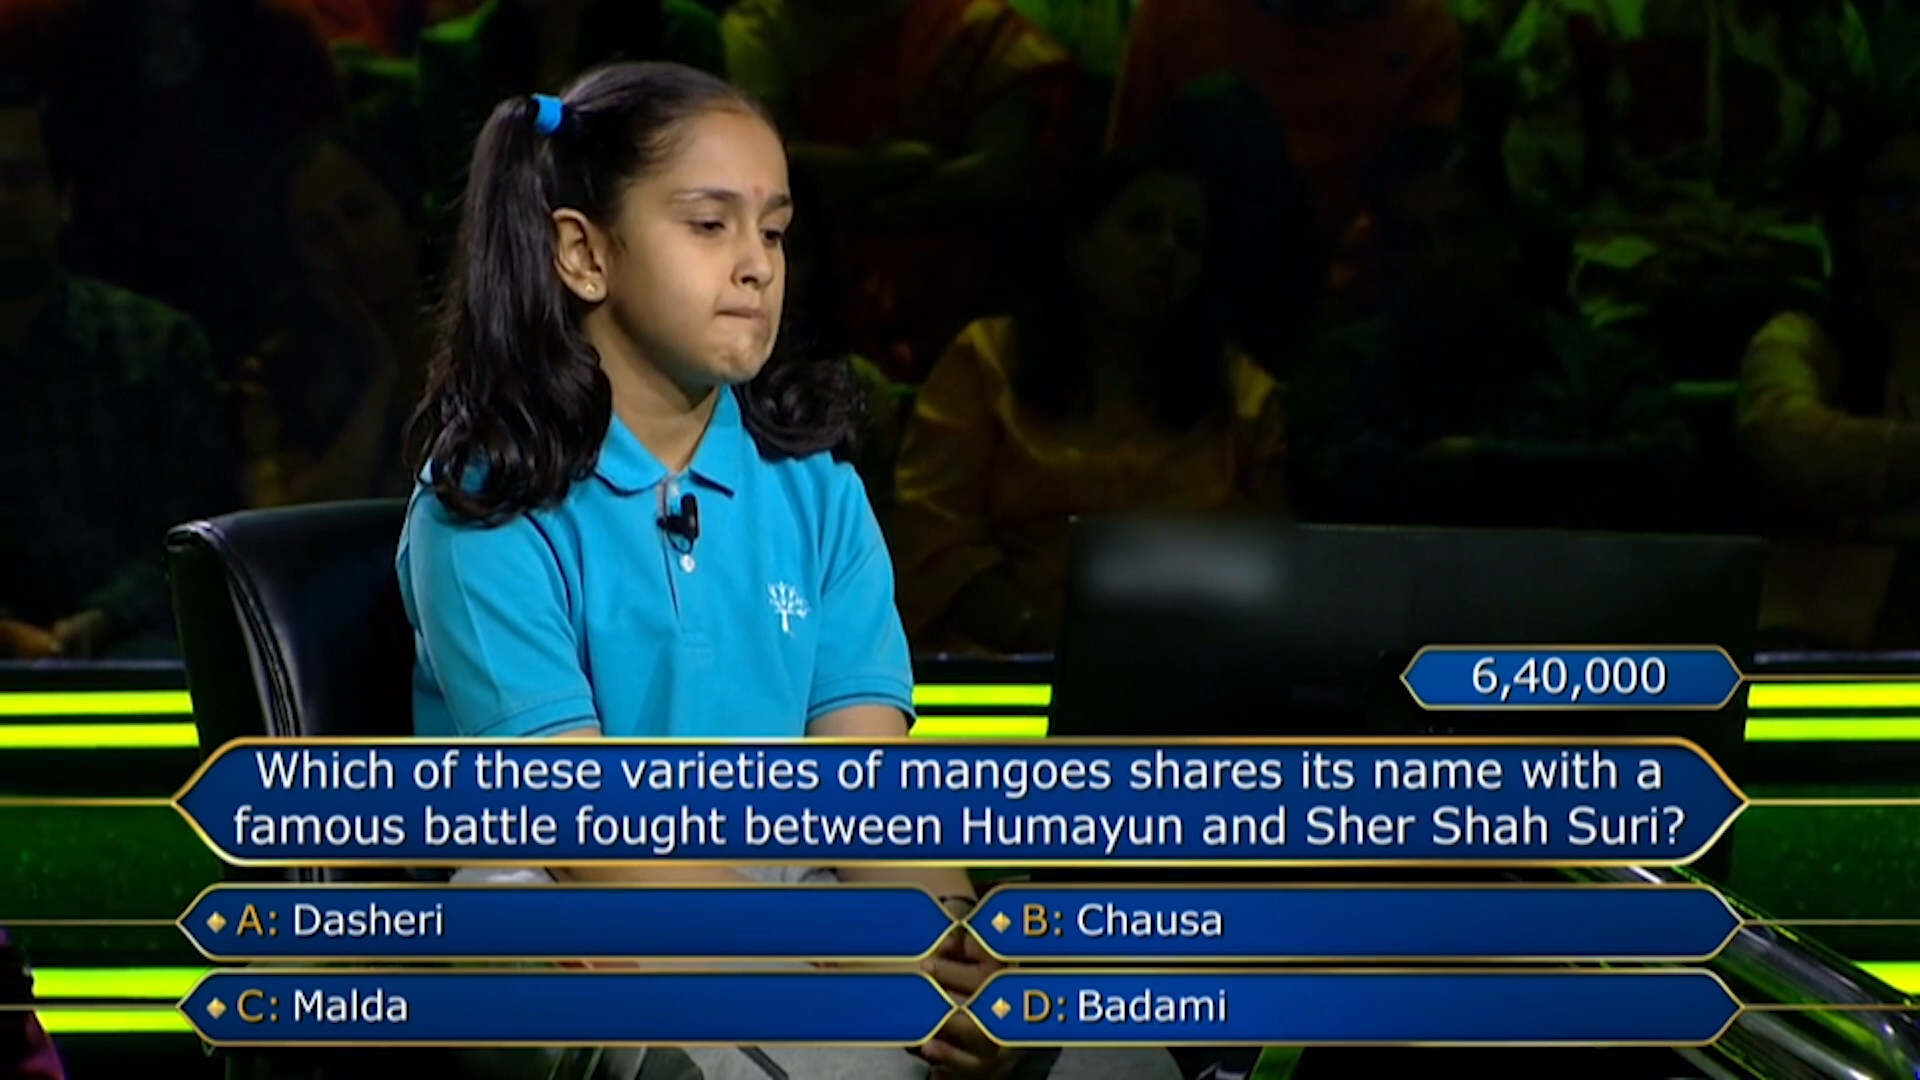 6,40,000
Which of these varieties of mangoes shares its name with a
famous battle fought between Humayun and Sher Shah Suri?
A: Dasheri
B: Chausa
C: Malda
D: Badami